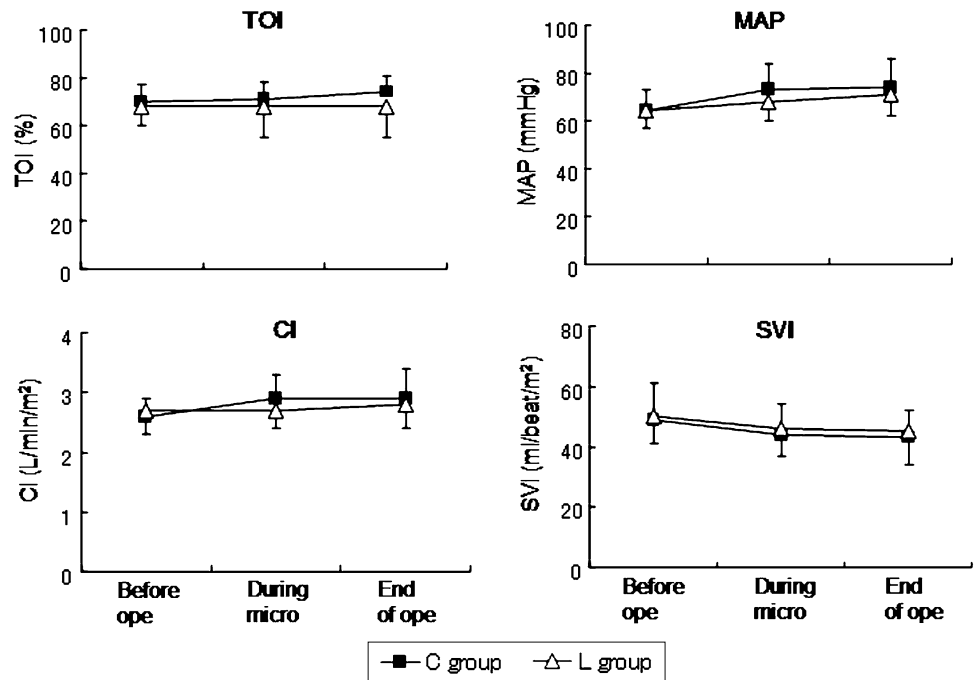 TOI
100
80
60
40
20
0
TOI (%)
MAP
100
80
60
40
20
0
MAP (mmHg)
CI
4
3
2
1
0
CI (L/min/m²)
Before ope
During micro
End of ope
SVI
80
60
40
20
0
SVI (ml/beat/m²)
Before ope
During micro
End of ope
C group
L group